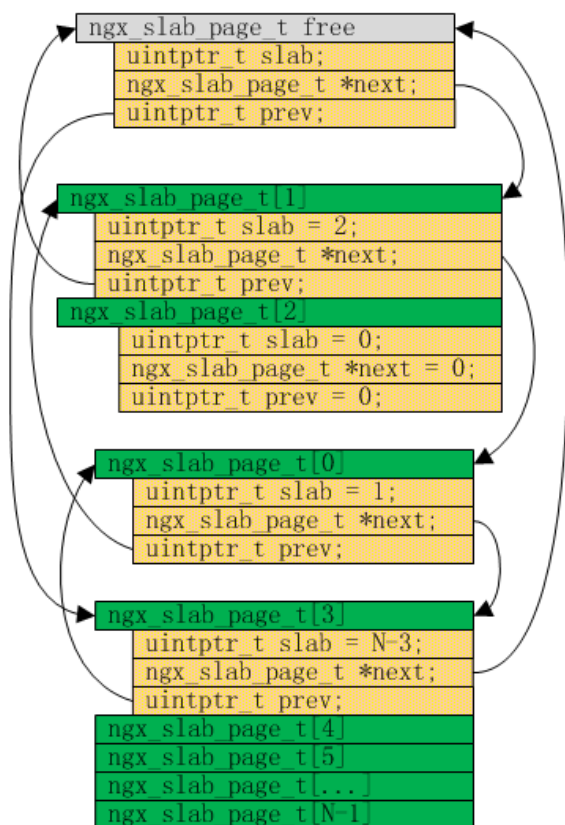 ngx_slab_page_t free
uintptr_t slab;
ngx_slab_page_t *next;
uintptr_t prev;
ngx_slab_page_t[1]
uintptr_t slab = 2;
ngx_slab_page_t *next;
uintptr_t prev;
ngx_slab_page_t[2]
uintptr_t slab = 0;
ngx_slab_page_t *next = 0;
uintptr_t prev = 0;
ngx_slab_page_t[0]
uintptr_t slab = 1;
ngx_slab_page_t *next;
uintptr_t prev;
ngx_slab_page_t[3]
uintptr_t slab = N-3;
ngx_slab_page_t *next;
uintptr_t prev;
ngx_slab_page_t[4]
ngx_slab_page_t[5]
ngx_slab_page_t[...]
ngx_slab_page_t[N-1]